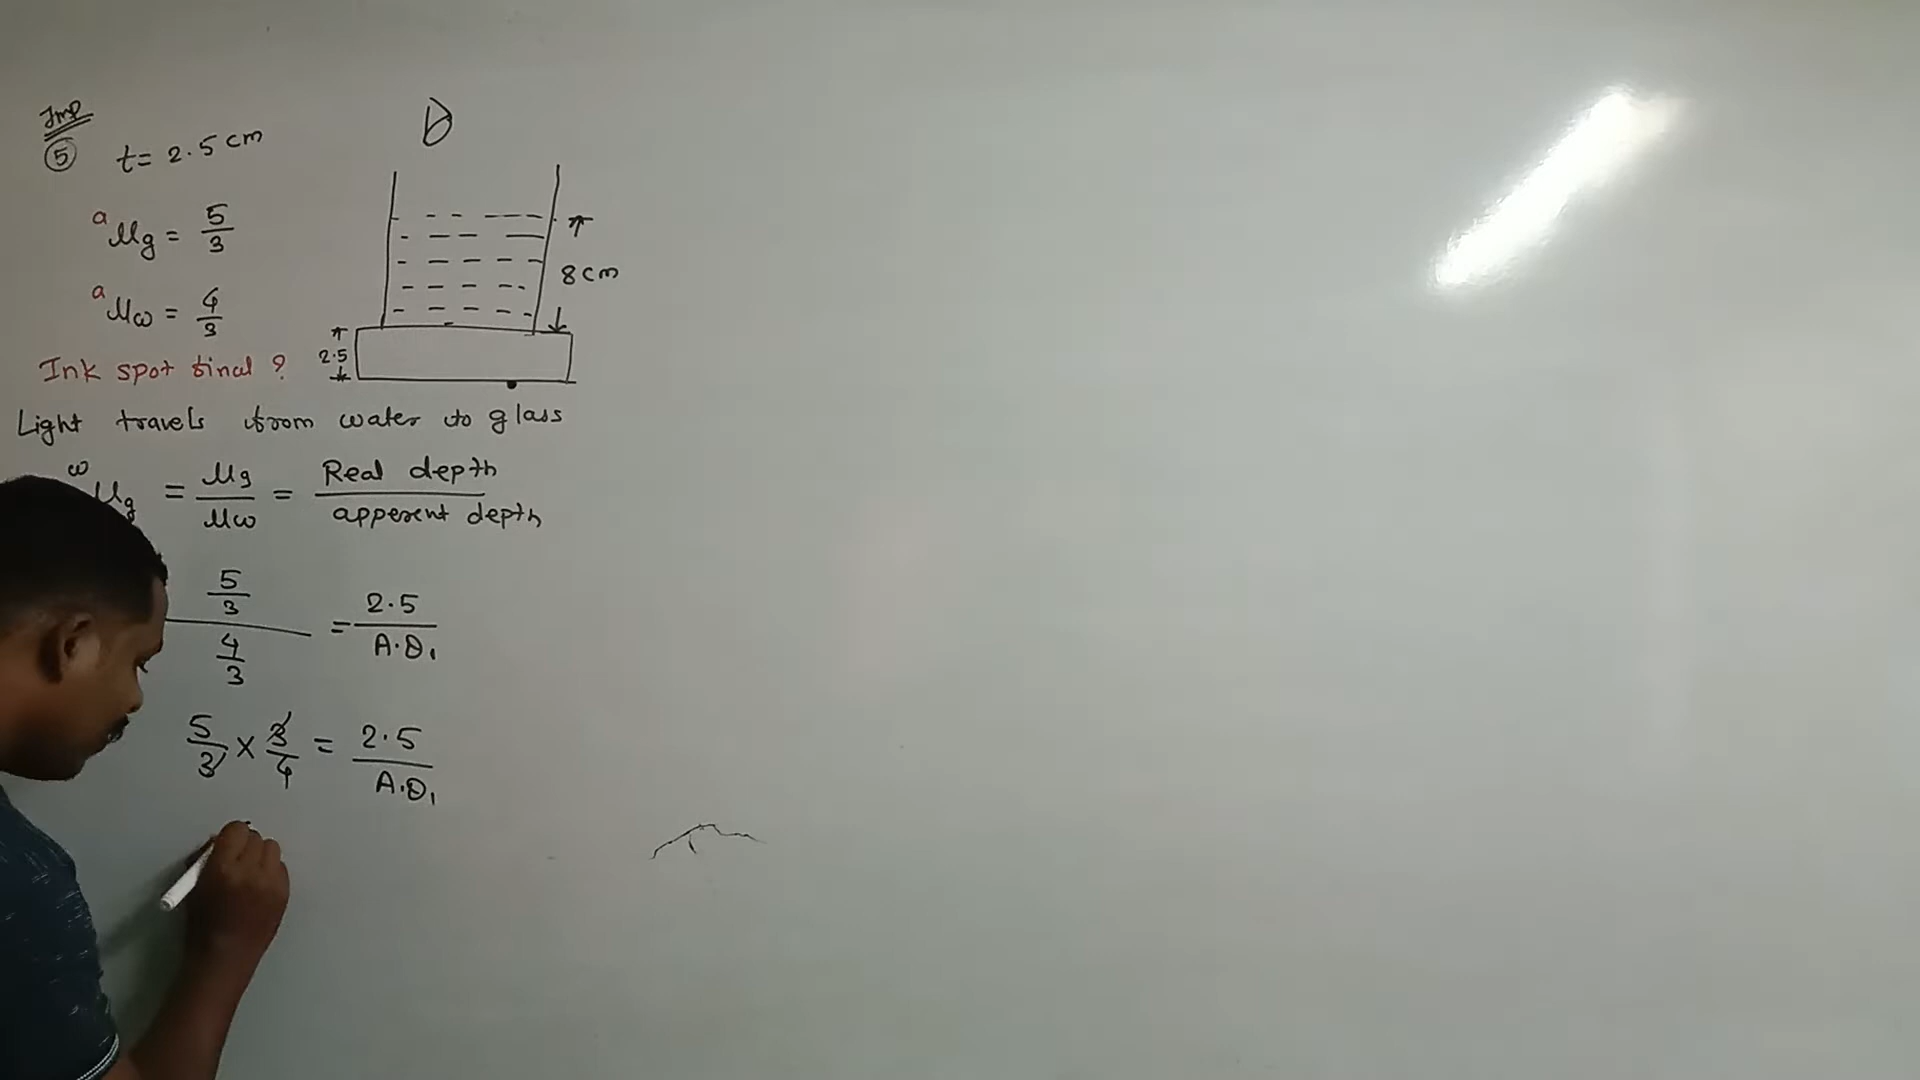 Imp
5 t = 2.5 cm
aμg = 5/3
aμω = 4/3
8 cm
2.5
Ink spot final ?
Light travels from water to glass
ωμg = μg/μω = Real depth/apperent depth
5/3 / 4/3 = 2.5/A.D1
5/3 × 3/4 = 2.5/A.D1